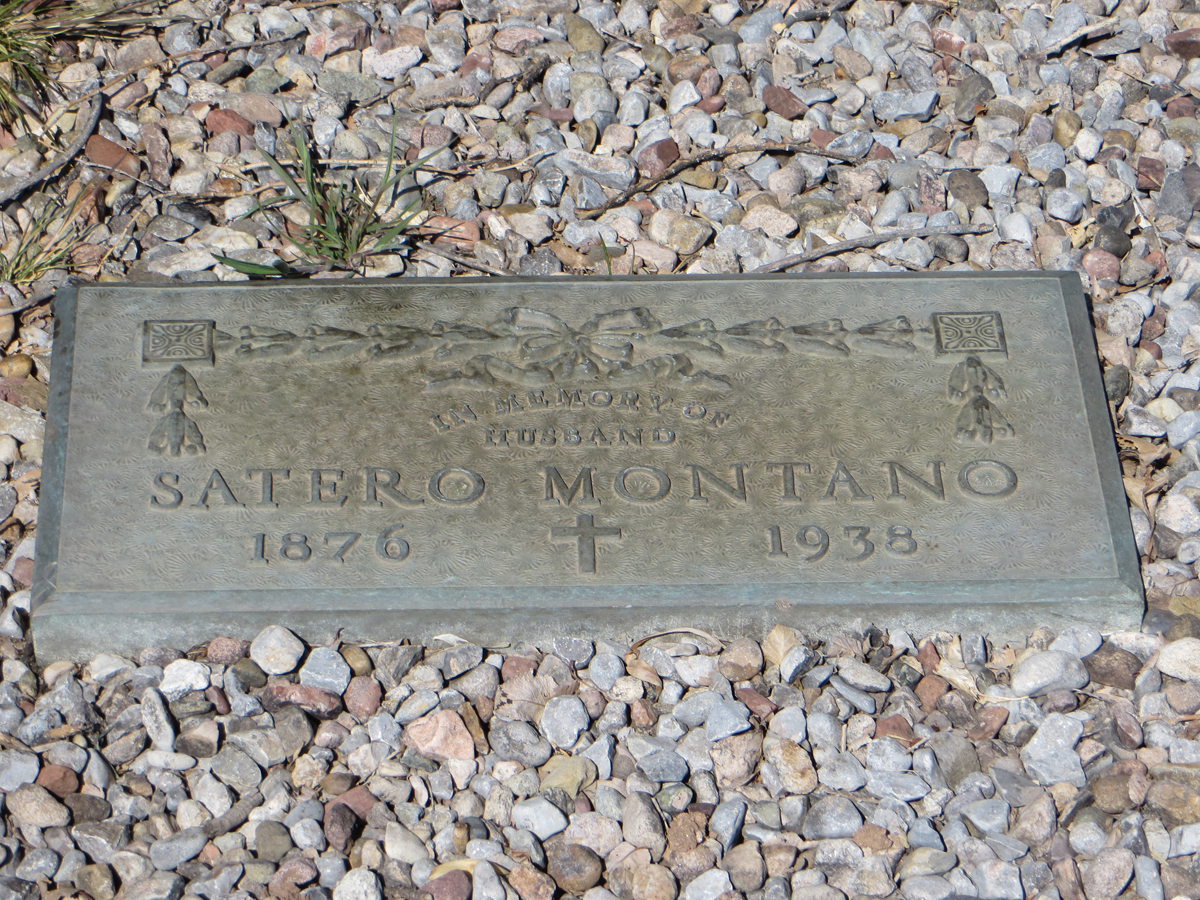 IN MEMORY OF
HUSBAND
SATERO MONTANO
1876 1938